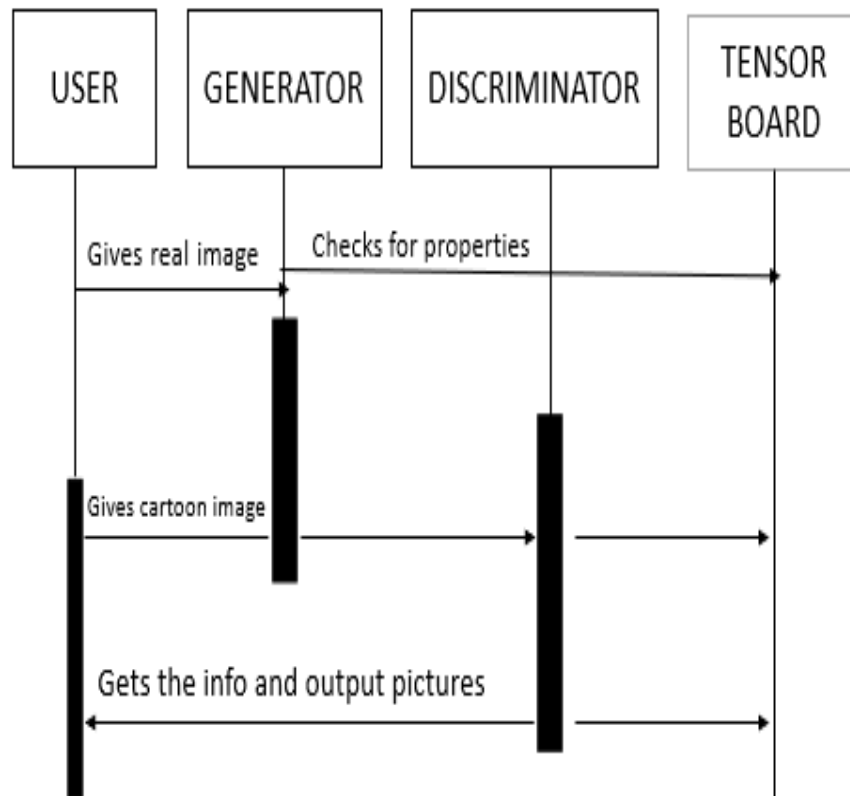 USER
GENERATOR
DISCRIMINATOR
TENSOR
BOARD
Gives real image
Checks for properties
Gives cartoon image
Gets the info and output pictures